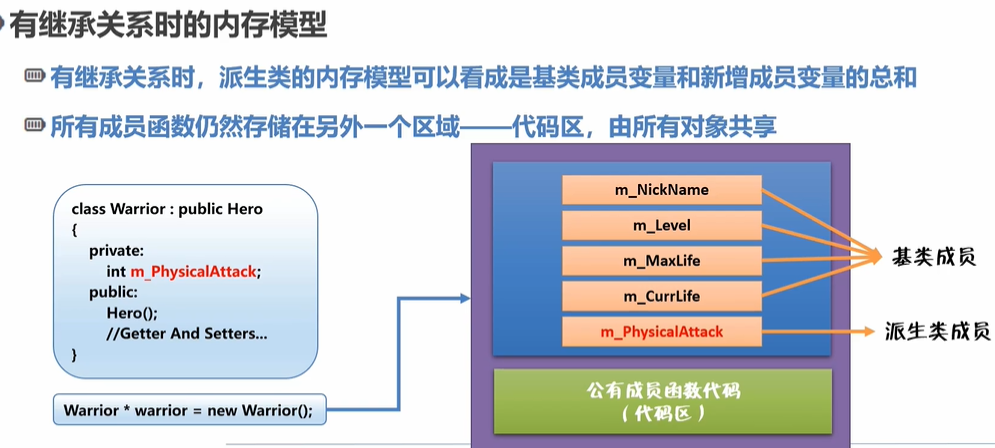 有继承关系时的内存模型
有继承关系时，派生类的内存模型可以看成是基类成员变量和新增成员变量的总和
所有成员函数仍然存储在另外一个区域——代码区，由所有对象共享
class Warrior : public Hero
{
private:
int m_PhysicalAttack;
public:
Hero();
//Getter And Setters...
}
Warrior * warrior = new Warrior();
m_NickName
m_Level
m_MaxLife
m_CurrLife
m_PhysicalAttack
基类成员
派生类成员
公有成员函数代码
（代码区）